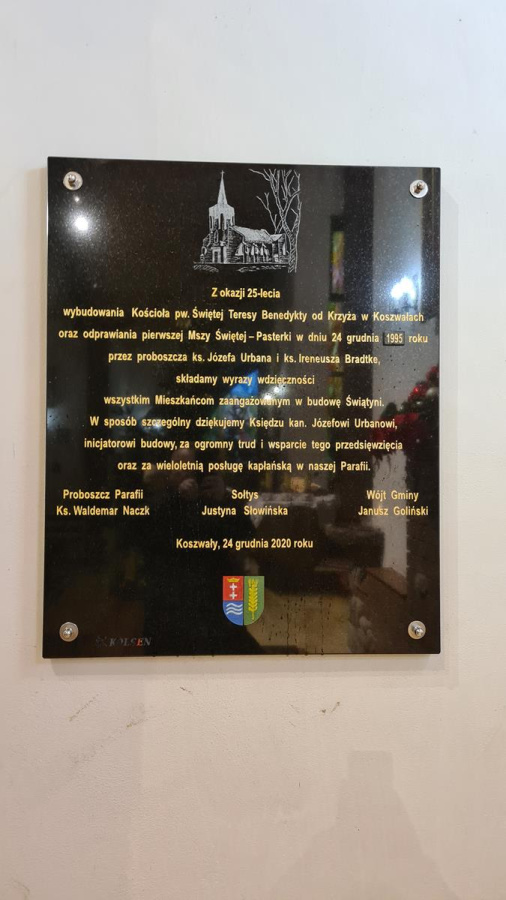 Z okazji 25-lecia
wybudowania Kościoła pw. Świętej Teresy Benedykty od Krzyża w Koszwałach
oraz odprawiania pierwszej Mszy Świętej – Pasterki w dniu 24 grudnia 1995 roku
przez proboszcza ks. Józefa Urbana i ks. Ireneusza Bradtke,
składamy wyrazy wdzięczności
wszystkim Mieszkańcom zaangażowanym w budowę Świątyni.
W sposób szczególny dziękujemy Księdzu kan. Józefowi Urbanowi,
inicjatorowi budowy, za ogromny trud i wsparcie tego przedsięwzięcia
oraz za wieloletnią posługę kapłańską w naszej Parafii.
Proboszcz Parafii Sołtys Wójt Gminy
Ks. Waldemar Naczk Justyna Słowińska Janusz Goliński
Koszwały, 24 grudnia 2020 roku
KOLSEN